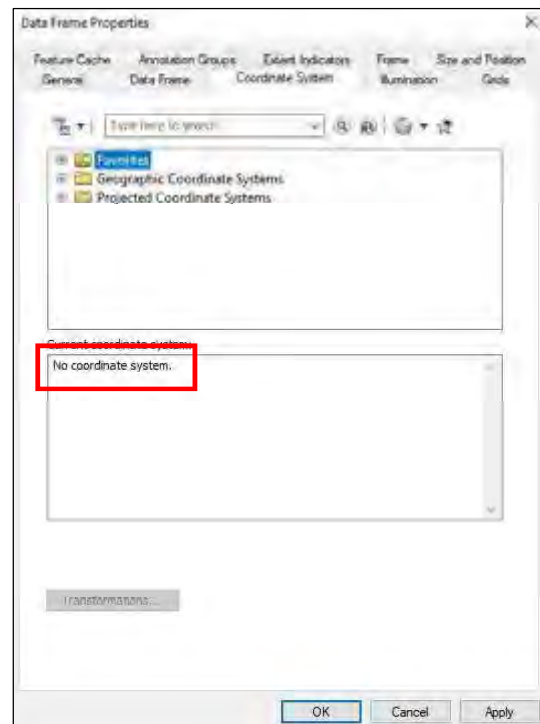 Data Frame Properties
Feature Cache Annotation Groups Extent Indicators Frame Size and Position
General Data Frame Coordinate System Illumination Grids
Type here to search
Favorites
Geographic Coordinate Systems
Projected Coordinate Systems
Current coordinate system:
No coordinate system.
Transformations...
OK Cancel Apply